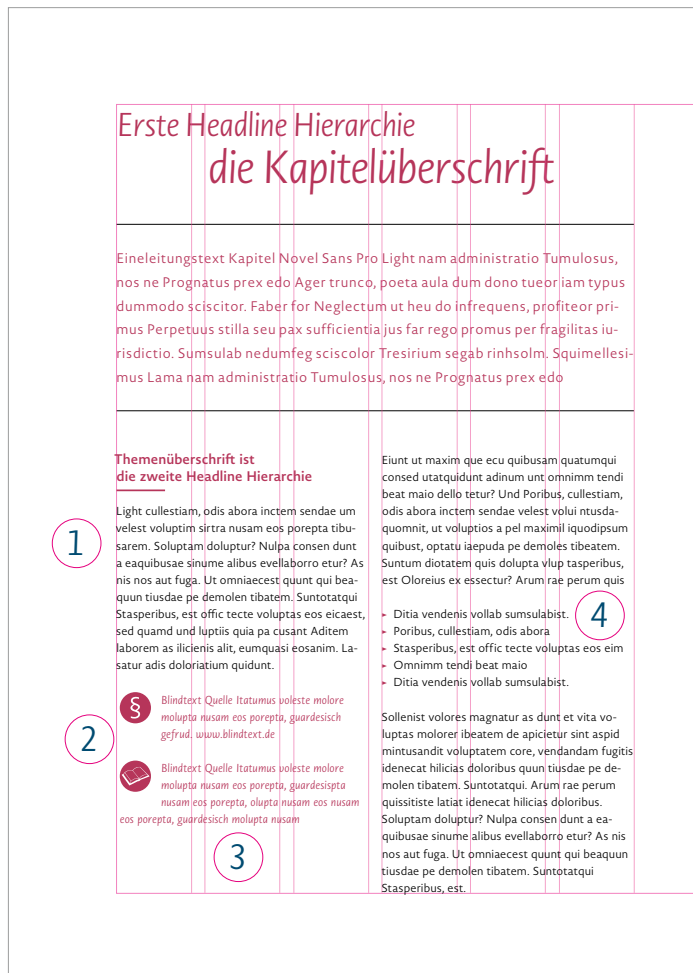 Erste Headline Hierarchie
die Kapitelüberschrift
Eineleitungstext Kapitel Novel Sans Pro Light nam administratio Tumulosus,
nos ne Prognatus prex edo Ager trunco, poeta aula dum dono tueor iam typus
dummodo sciscitor. Faber for Neglectum ut heu do infrequens, profiteor pri-
mus Perpetuus stilla seu pax sufficientia jus far rego promus per fragilitas iu-
risdictio. Sumsulab nedumfeg sciscolor Tresirium segab rinhsolm. Squimellesi-
mus Lama nam administratio Tumulosus, nos ne Prognatus prex edo
Themenüberschrift ist
die zweite Headline Hierarchie
Light cullestiam, odis abora inctem sendae um
velest voluptim sirtra nusam eos porepta tibu-
sarem. Soluptam doluptur? Nulpa consen dunt
a eaquibusae sinume alibus evellaborro etur? As
nis nos aut fuga. Ut omniaecest quunt qui bea-
quun tiusdae pe demolen tibatem. Suntotatqui
Stasperibus, est offic tecte voluptas eos eicaest,
sed quamd und luptiis quia pa cusant Aditem
laborem as ilicienis alit, eumquasi eosanim. La-
satur adis doloriatium quidunt.
1
§
Blindtext Quelle Itatumus voleste molore
molupta nusam eos porepta, guardesisch
gefrud. www.blindtext.de
2
Blindtext Quelle Itatumus voleste molore
molupta nusam eos porepta, guardesispta
nusam eos porepta, olupta nusam eos nusam
eos porepta, guardesisch molupta nusam
3
Eiunt ut maxim que ecu quibusam quatumqui
consed utatquidunt adinum unt omnimm tendi
beat maio dello tetur? Und Poribus, cullestiam,
odis abora inctem sendae velest volui ntusda-
quomnit, ut voluptios a pel maximil iquodipsum
quibust, optatu iaepuda pe demoles tibeatem.
Suntum diotatem quis dolupta vlup tasperibus,
est Oloreius ex essectur? Arum rae perum quis
► Ditia vendenis vollab sumsulabist.
► Poribus, cullestiam, odis abora
► Stasperibus, est offic tecte voluptas eos eim
► Omnimm tendi beat maio
► Ditia vendenis vollab sumsulabist.
4
Sollenist volores magnatur as dunt et vita vo-
luptas molorer ibeatem de apicietur sint aspid
mintusandit voluptatem core, vendandam fugitis
idenecat hilicias doloribus quun tiusdae pe de-
molen tibatem. Suntotatqui. Arum rae perum
quissitiste latiat idenecat hilicias doloribus.
Soluptam doluptur? Nulpa consen dunt a ea-
quibusae sinume alibus evellaborro etur? As nis
nos aut fuga. Ut omniaecest quunt qui beaquun
tiusdae pe demolen tibatem. Suntotatqui
Stasperibus, est.